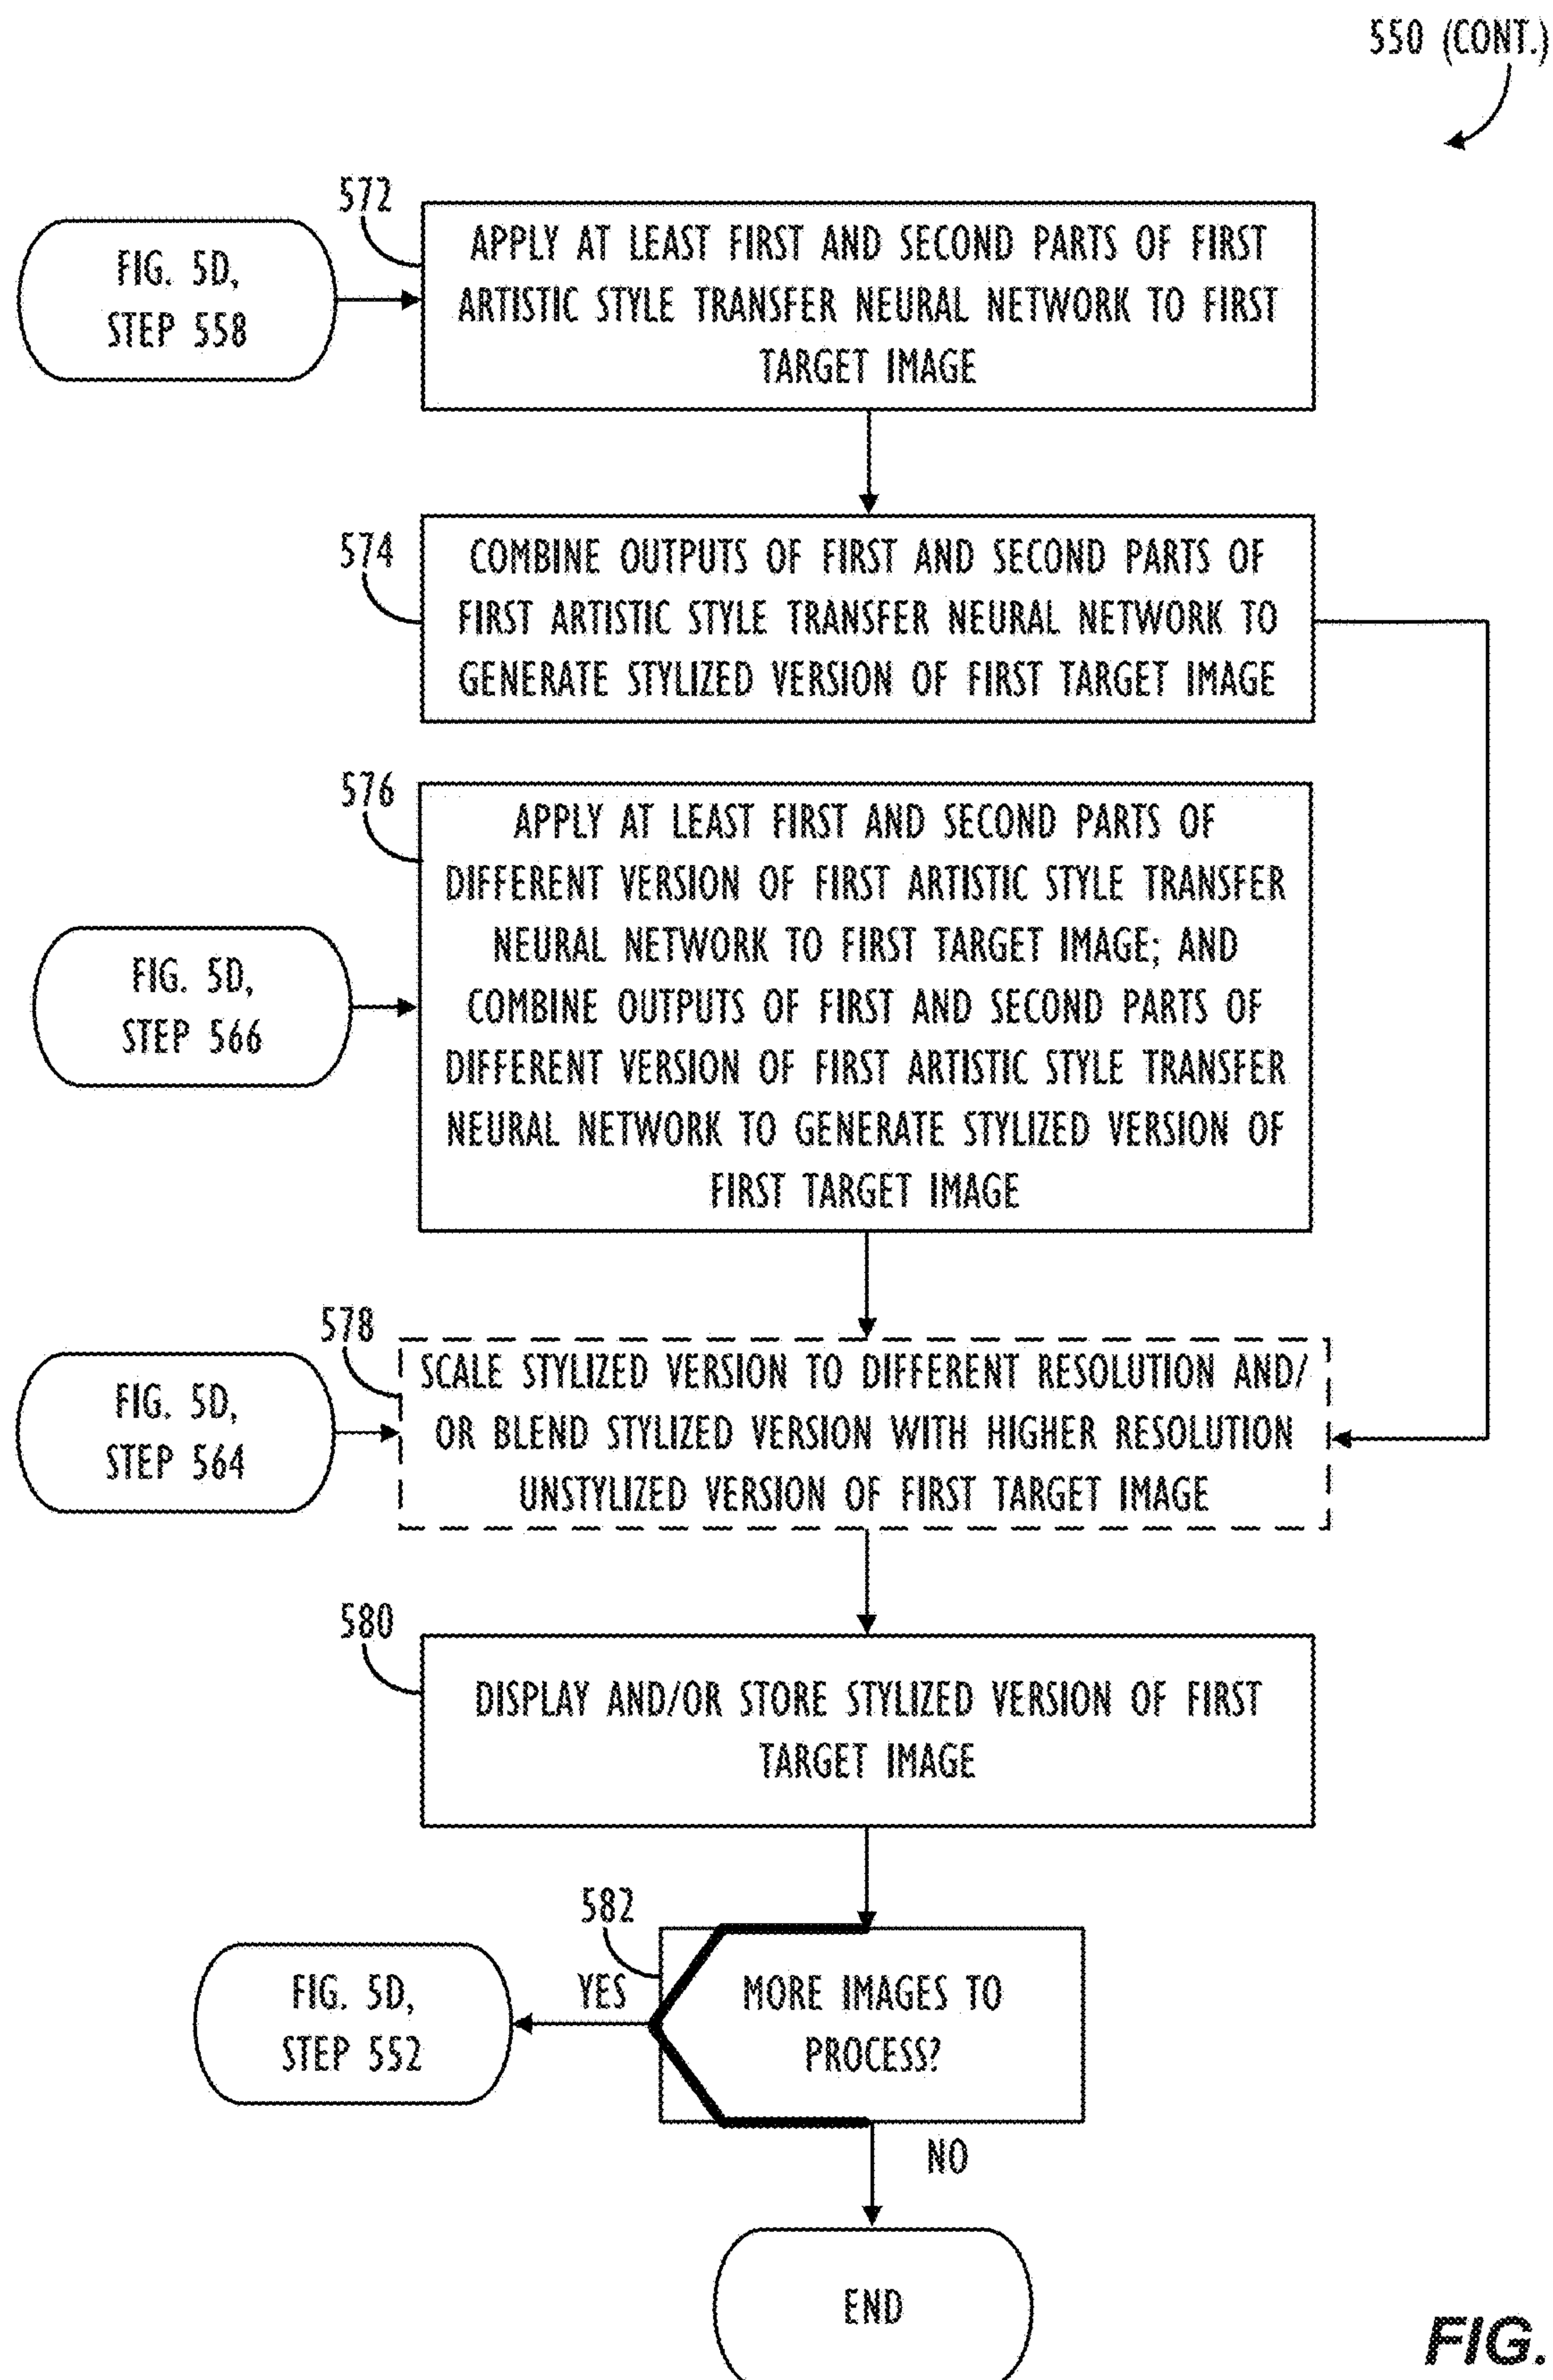 550 (CONT.)
572
FIG. 5D,
STEP 558
APPLY AT LEAST FIRST AND SECOND PARTS OF FIRST
ARTISTIC STYLE TRANSFER NEURAL NETWORK TO FIRST
TARGET IMAGE
574
COMBINE OUTPUTS OF FIRST AND SECOND PARTS OF
FIRST ARTISTIC STYLE TRANSFER NEURAL NETWORK TO
GENERATE STYLIZED VERSION OF FIRST TARGET IMAGE
576
FIG. 5D,
STEP 566
APPLY AT LEAST FIRST AND SECOND PARTS OF
DIFFERENT VERSION OF FIRST ARTISTIC STYLE TRANSFER
NEURAL NETWORK TO FIRST TARGET IMAGE; AND
COMBINE OUTPUTS OF FIRST AND SECOND PARTS OF
DIFFERENT VERSION OF FIRST ARTISTIC STYLE TRANSFER
NEURAL NETWORK TO GENERATE STYLIZED VERSION OF
FIRST TARGET IMAGE
578
FIG. 5D,
STEP 564
SCALE STYLIZED VERSION TO DIFFERENT RESOLUTION AND/
OR BLEND STYLIZED VERSION WITH HIGHER RESOLUTION
UNSTYLIZED VERSION OF FIRST TARGET IMAGE
580
DISPLAY AND/OR STORE STYLIZED VERSION OF FIRST
TARGET IMAGE
582
FIG. 5D,
STEP 552
YES
MORE IMAGES TO
PROCESS?
NO
END
FIG.